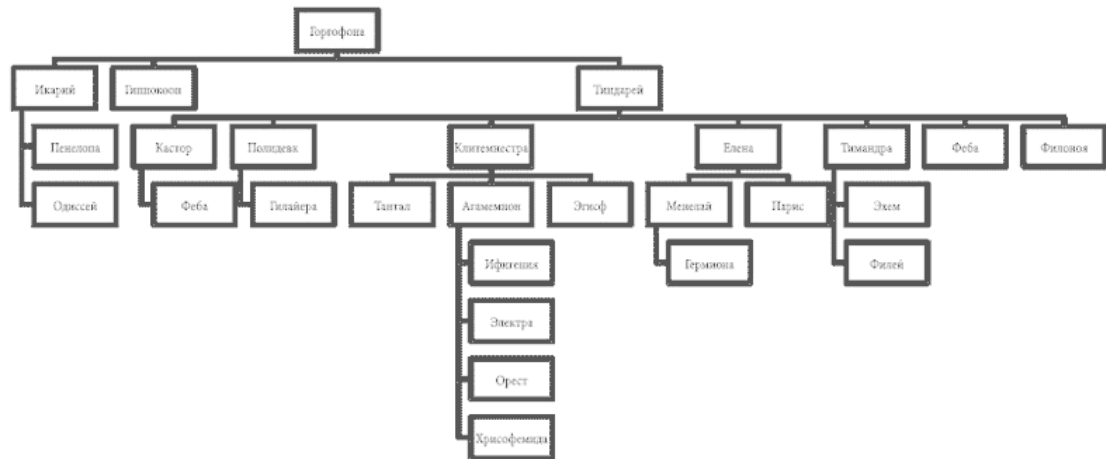 Горгофона
Икарий
Гиппокоон
Тиндарей
Пенелопа
Кастор
Полидевк
Клитемнестра
Елена
Тимандра
Феба
Филоноя
Одиссей
Феба
Гилайера
Тантал
Агамемнон
Эгисф
Менелай
Парис
Эхем
Ифигения
Гермиона
Филей
Электра
Орест
Хрисофемида